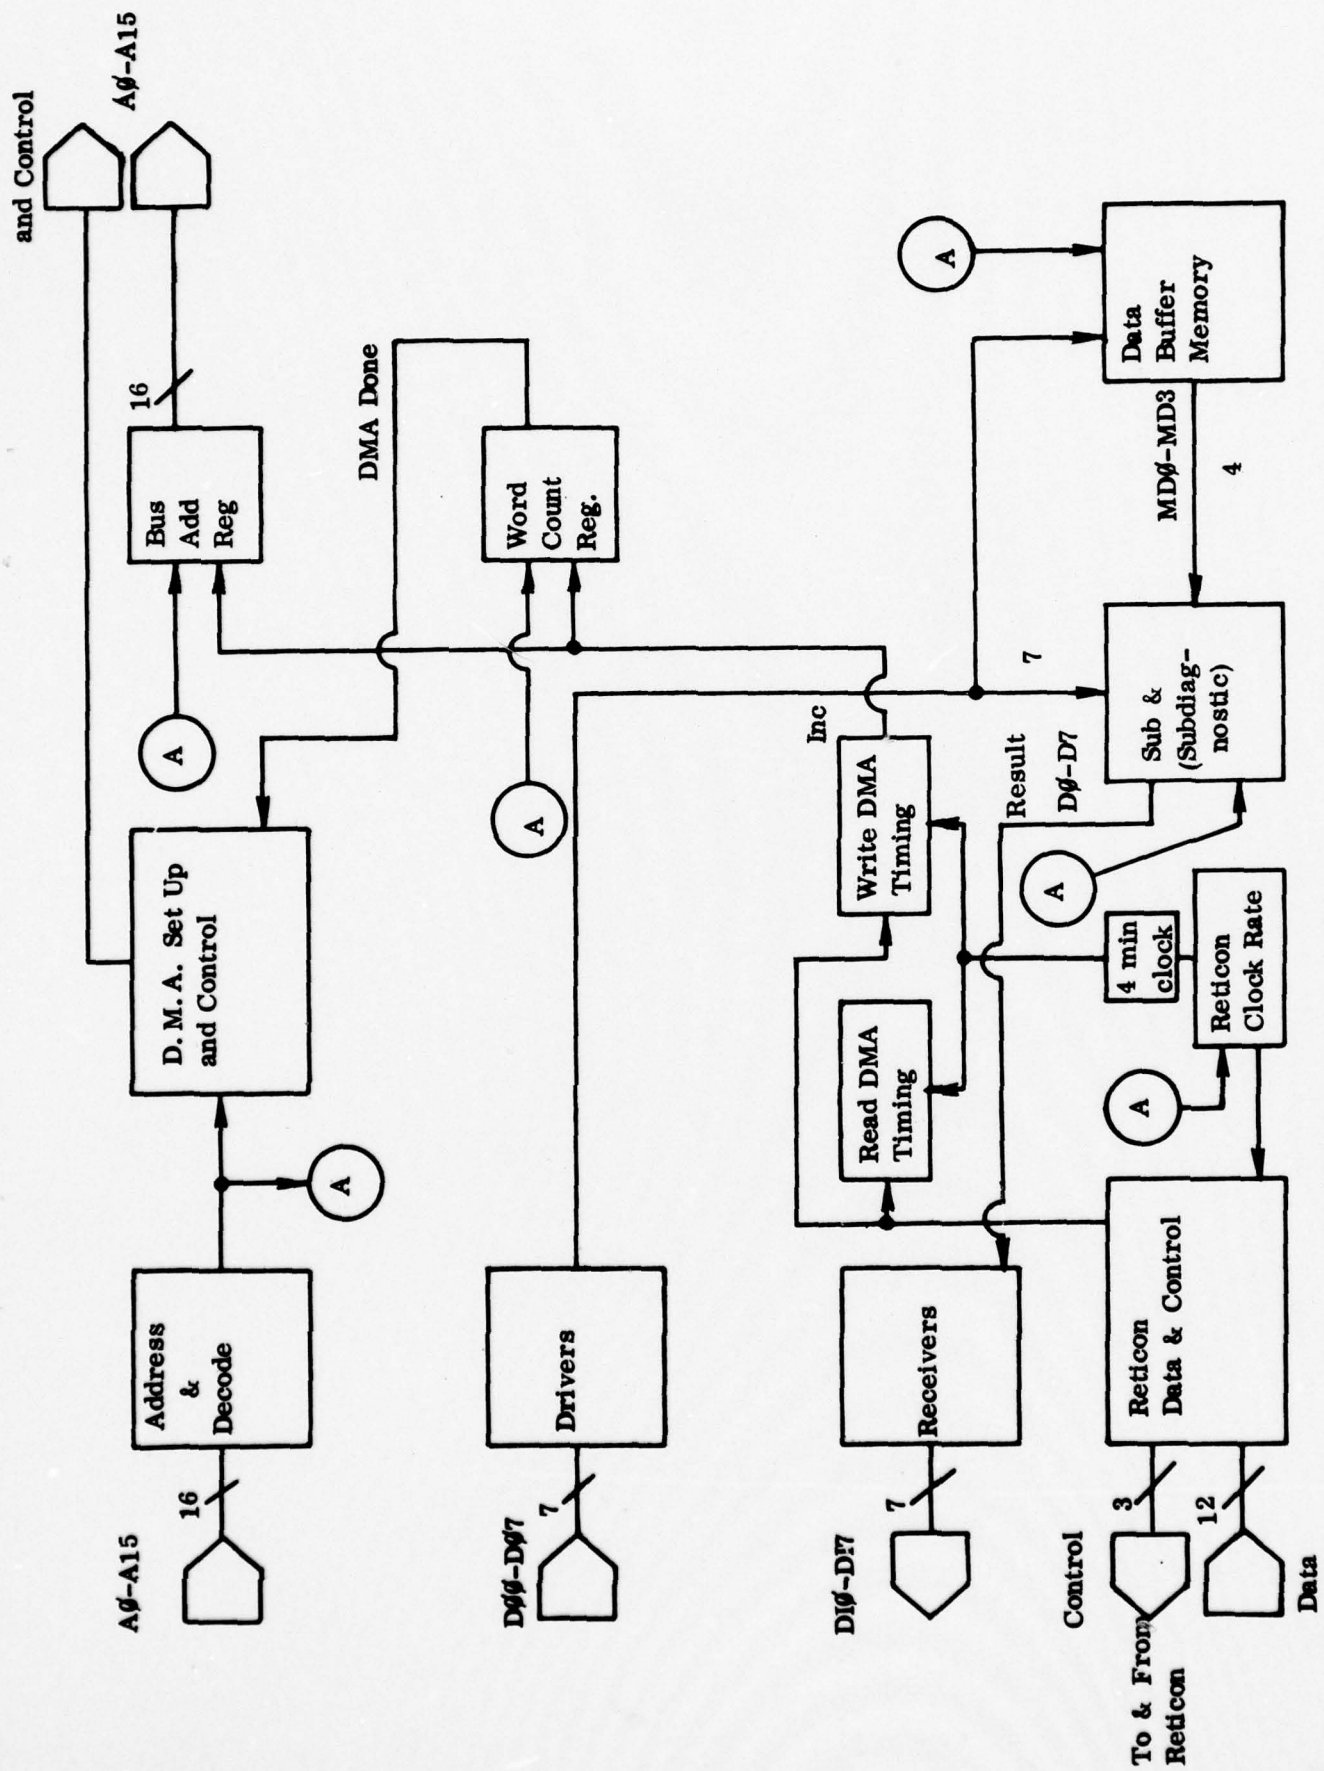 and Control
AØ-A15
16
Bus
Add
Reg
A
D. M. A. Set Up
and Control
A
Address
&
Decode
16
AØ-A15
DMA Done
Word
Count
Reg.
A
Drivers
7
DØØ-DØ7
Inc
Write DMA
Timing
Read DMA
Timing
Receivers
7
DIØ-DI7
A
Data
Buffer
Memory
MDØ-MD3
4
7
Sub &
(Subdiag-
nostic)
Result
DØ-D7
A
4 min
clock
Reticon
Clock Rate
A
Reticon
Data & Control
3
12
Control
To & From
Reticon
Data